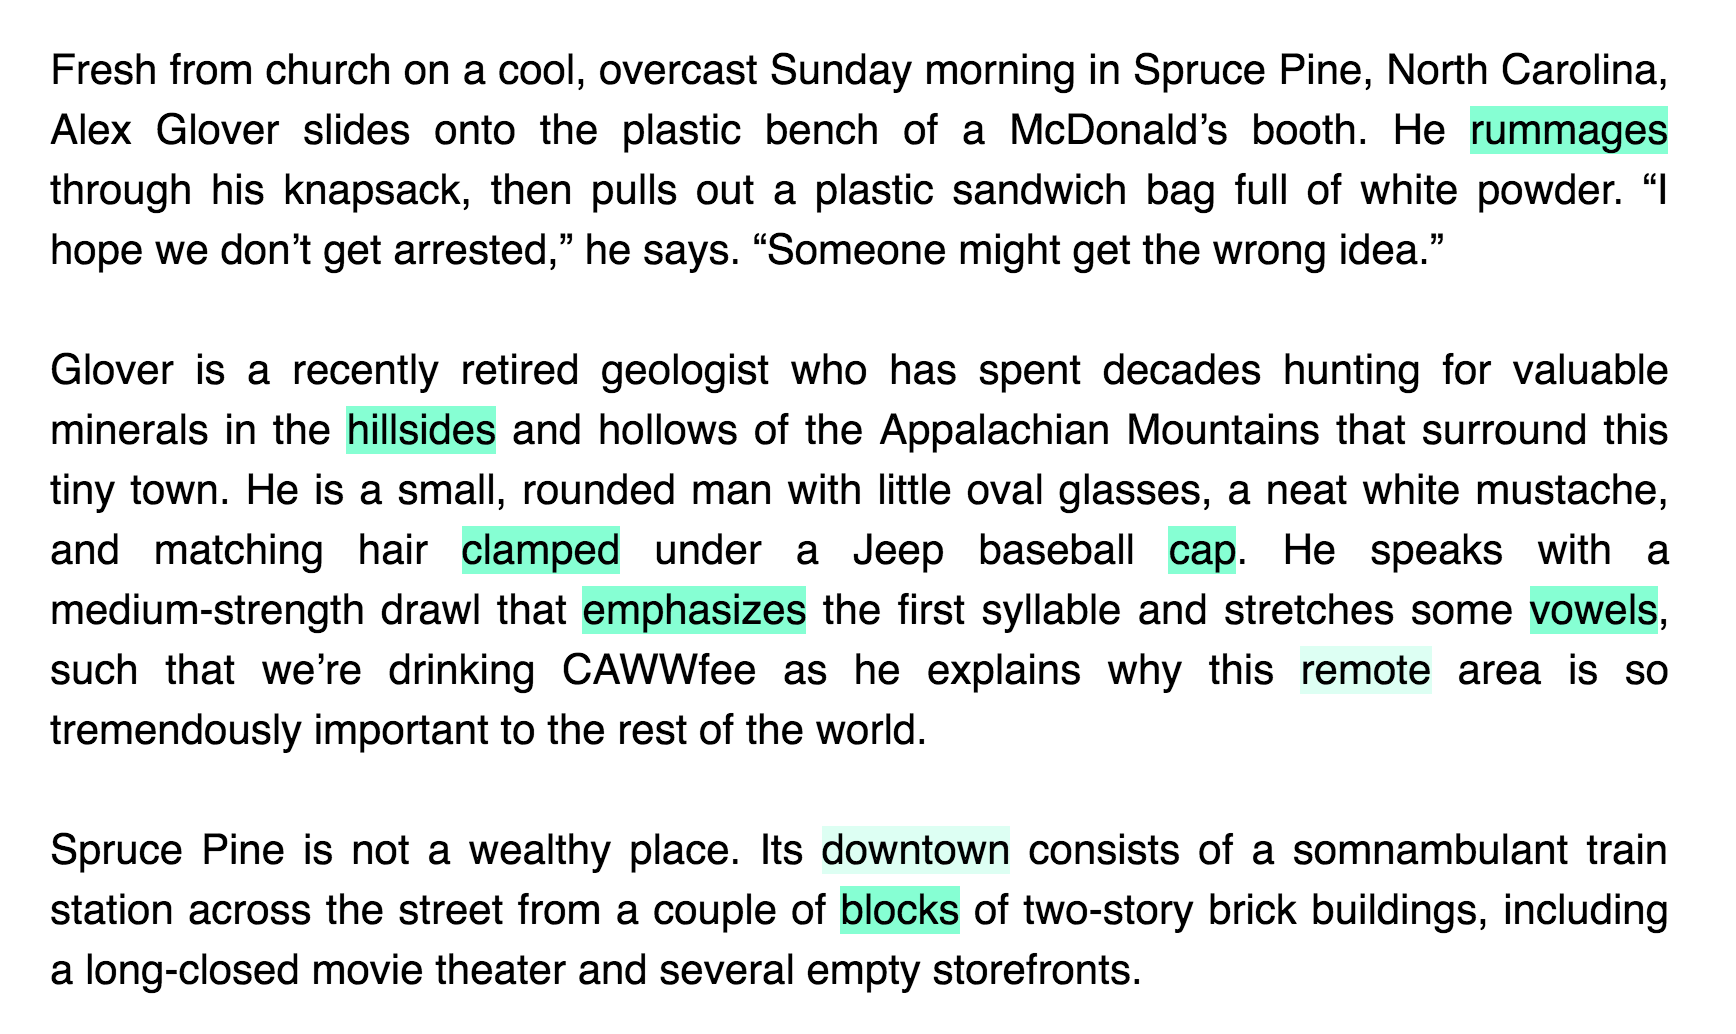 Fresh from church on a cool, overcast Sunday morning in Spruce Pine, North Carolina,
Alex Glover slides onto the plastic bench of a McDonald’s booth. He rummages
through his knapsack, then pulls out a plastic sandwich bag full of white powder. “I
hope we don’t get arrested,” he says. “Someone might get the wrong idea.”
Glover is a recently retired geologist who has spent decades hunting for valuable
minerals in the hillsides and hollows of the Appalachian Mountains that surround this
tiny town. He is a small, rounded man with little oval glasses, a neat white mustache,
and matching hair clamped under a Jeep baseball cap. He speaks with a
medium-strength drawl that emphasizes the first syllable and stretches some vowels,
such that we’re drinking CAWWfee as he explains why this remote area is so
tremendously important to the rest of the world.
Spruce Pine is not a wealthy place. Its downtown consists of a somnambulant train
station across the street from a couple of blocks of two-story brick buildings, including
a long-closed movie theater and several empty storefronts.